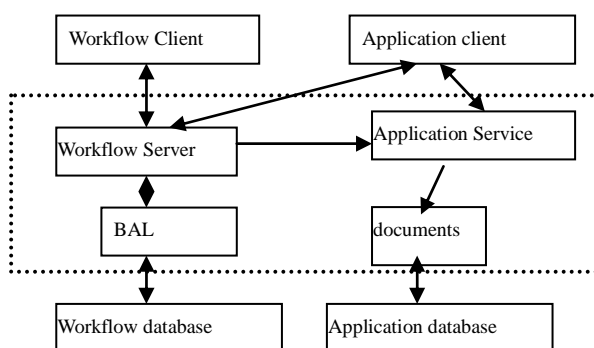 Workflow Client
Application client
Workflow Server
Application Service
BAL
documents
Workflow database
Application database